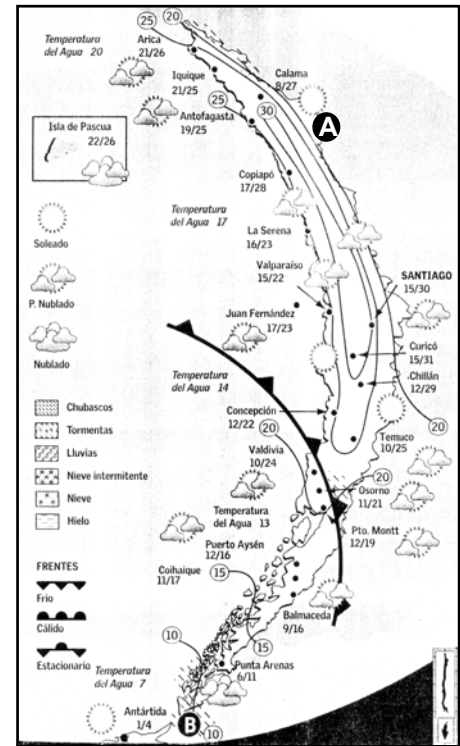 25
20
Temperatura
del Agua 20
Arica
21/26
Iquique
21/25
Calama
8/27
25
30
A
Antofagasta
19/25
Isla de Pascua
22/26
Copiapó
17/28
Temperatura
del Agua 17
La Serena
16/23
Soleado
Valparaíso
15/22
SANTIAGO
15/30
P. Nublado
Juan Fernández
17/23
Curicó
15/31
Nublado
Temperatura
del Agua 14
Chillán
12/29
Concepción
12/22
20
20
Chubascos
Tormentas
Lluvias
Nieve intermitente
Nieve
Hielo
Temuco
10/25
Valdivia
10/24
20
Osorno
11/21
Temperatura
del Agua 13
Pto. Montt
12/19
Puerto Aysén
12/16
Coihaique
11/17
15
FRENTES
Frio
Cálido
Estacionario
10
15
Balmaceda
9/16
Temperatura
del Agua 7
Punta Arenas
6/11
Antártida
1/4
B
10